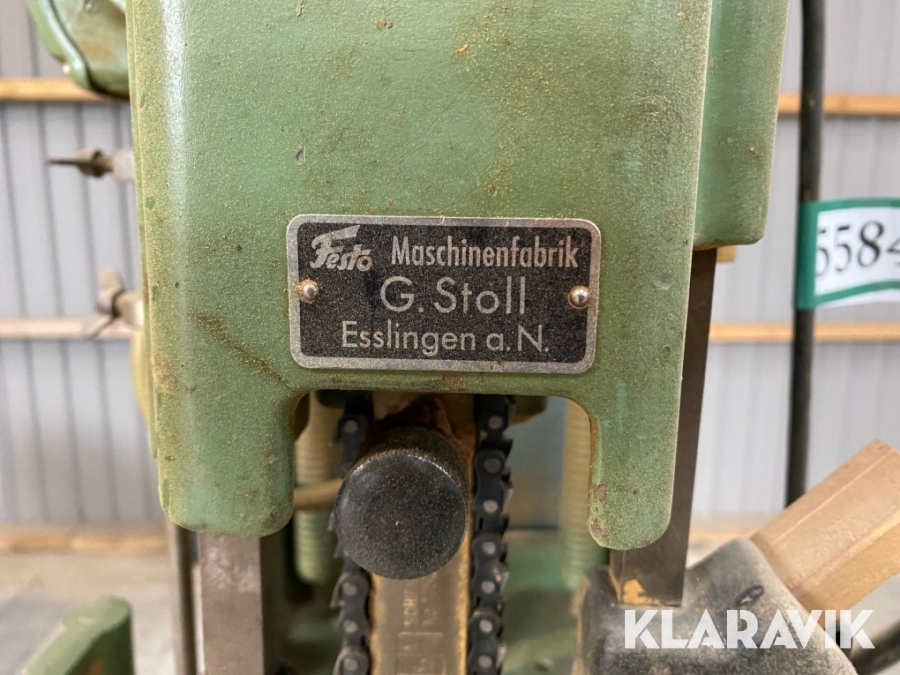 Festo Maschinenfabrik
G. Stoll
Esslingen a. N.
5584
KLARAVIK